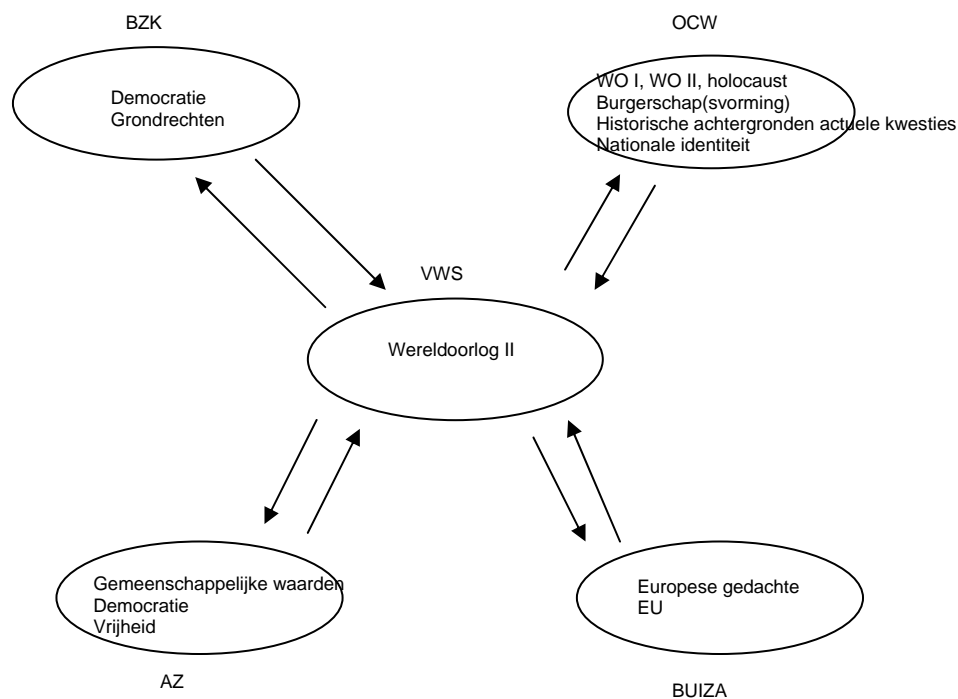 BZK
Democratie
Grondrechten
OCW
WO I, WO II, holocaust
Burgerschap(svorming)
Historische achtergronden actuele kwesties
Nationale identiteit
VWS
Wereldoorlog II
Gemeenschappelijke waarden
Democratie
Vrijheid
AZ
Europese gedachte
EU
BUIZA